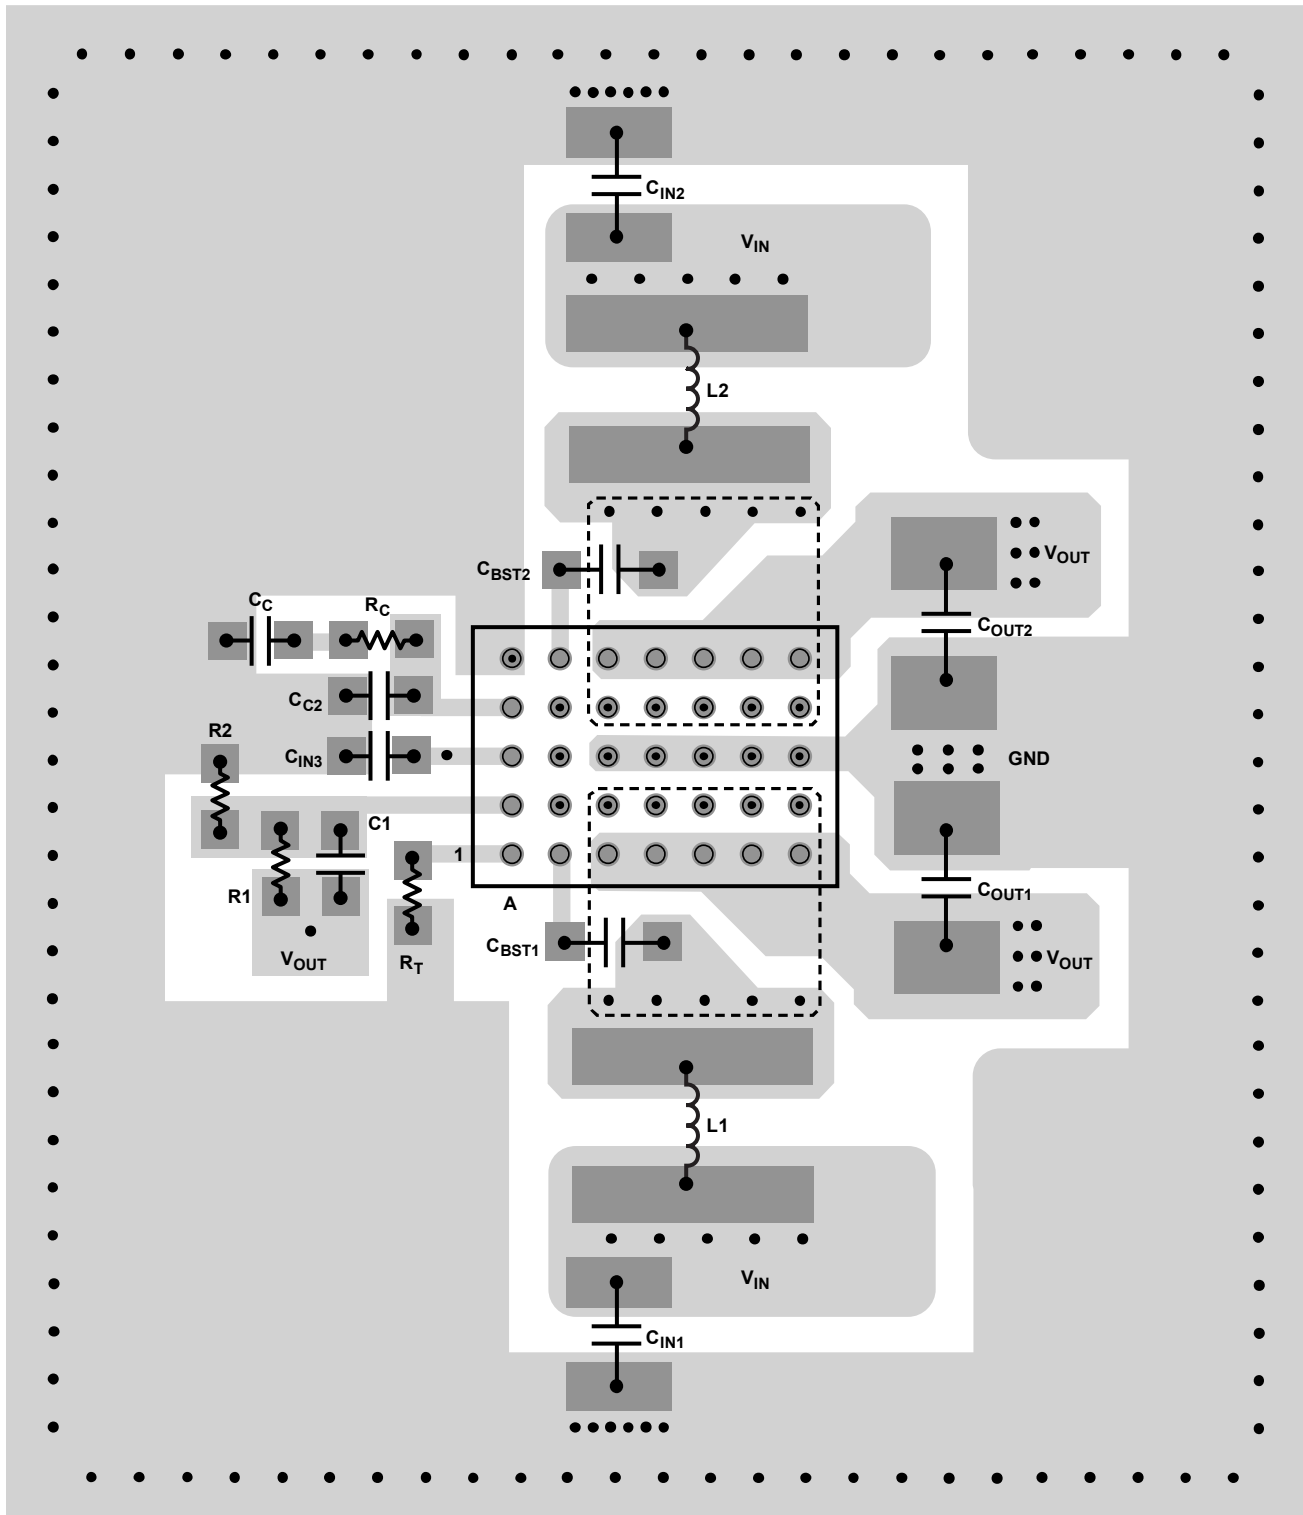 CIN2
VIN
L2
CBST2
VOUT
CC
RC
COUT2
CC2
R2
CIN3
GND
C1
1
R1
A
COUT1
CBST1
VOUT
RT
VOUT
L1
VIN
CIN1